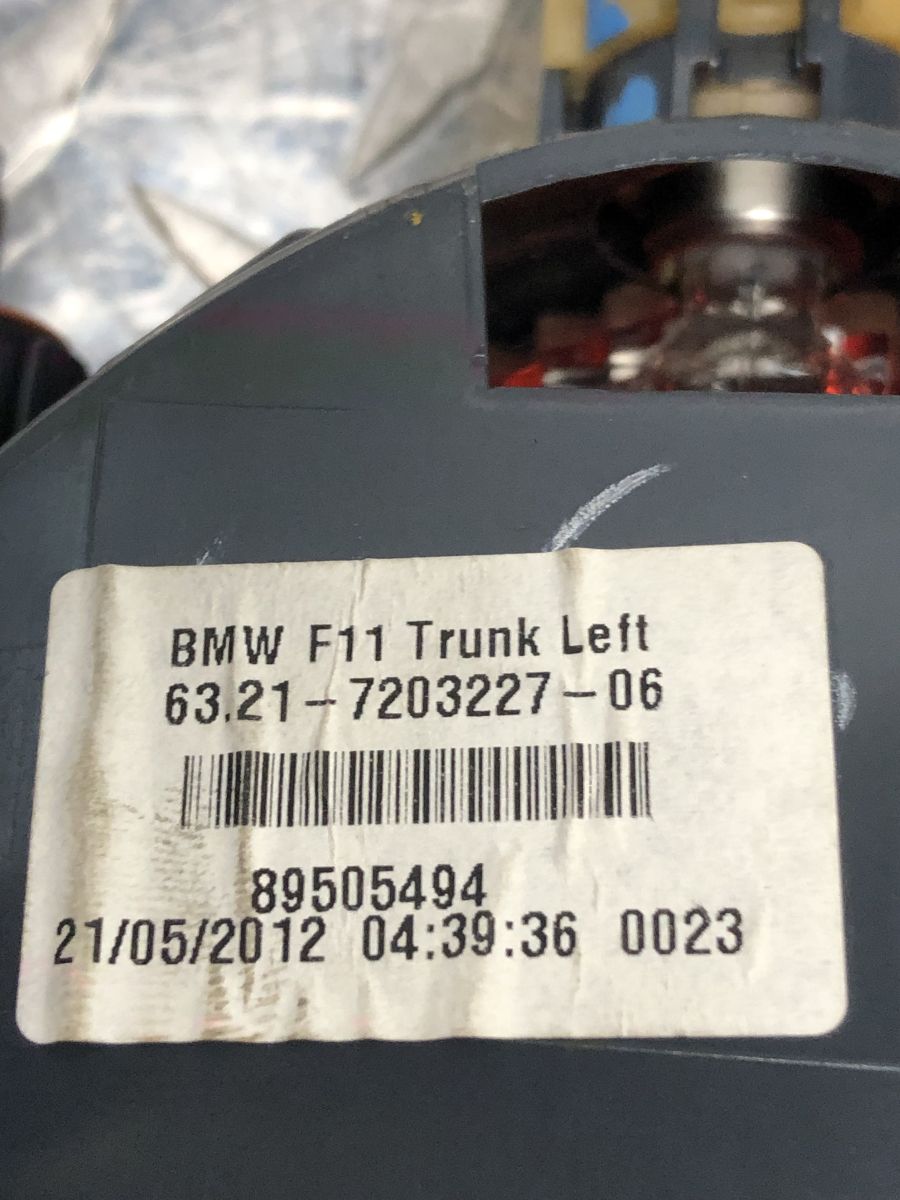 BMW F11 Trunk Left
63.21-7203227-06
89505494
21/05/2012 04:39:36 0023